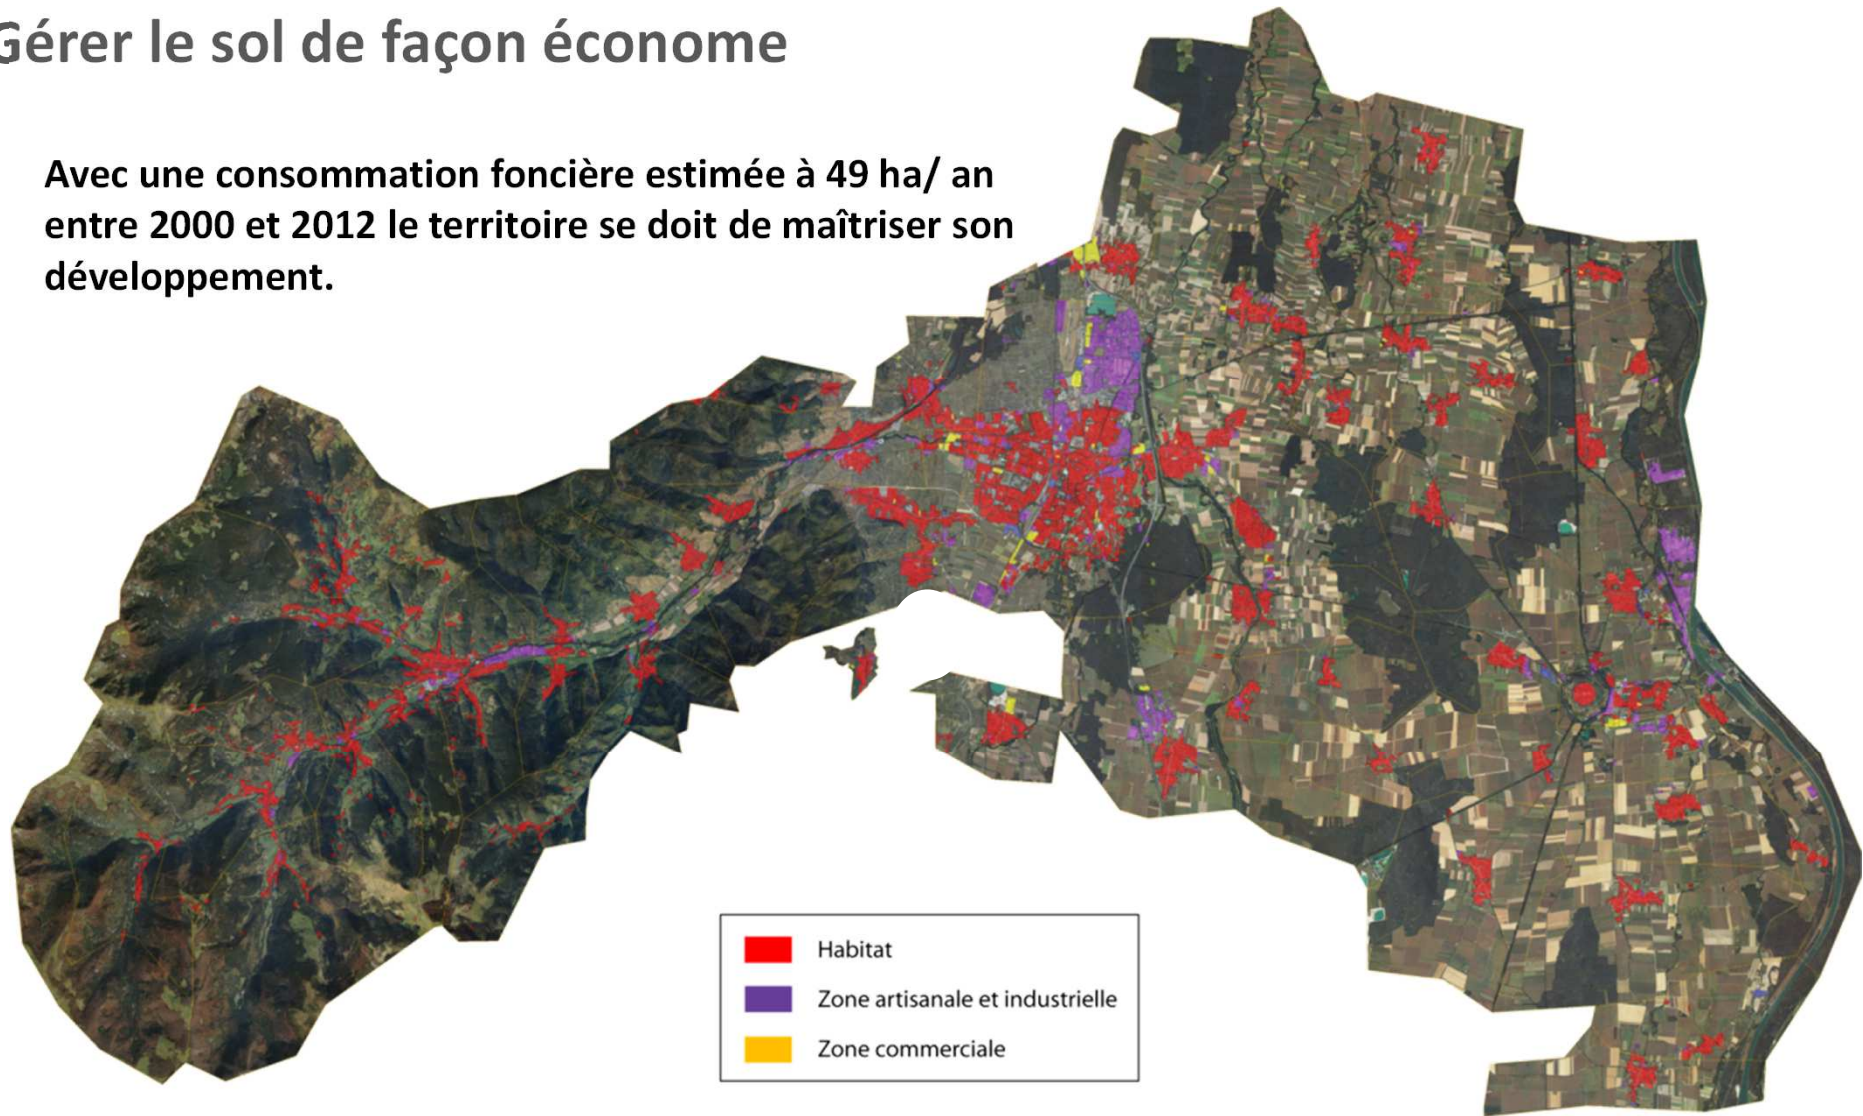 Gérer le sol de façon économe
Avec une consommation foncière estimée à 49 ha/ an
entre 2000 et 2012 le territoire se doit de maîtriser son
développement.
Habitat
Zone artisanale et industrielle
Zone commerciale